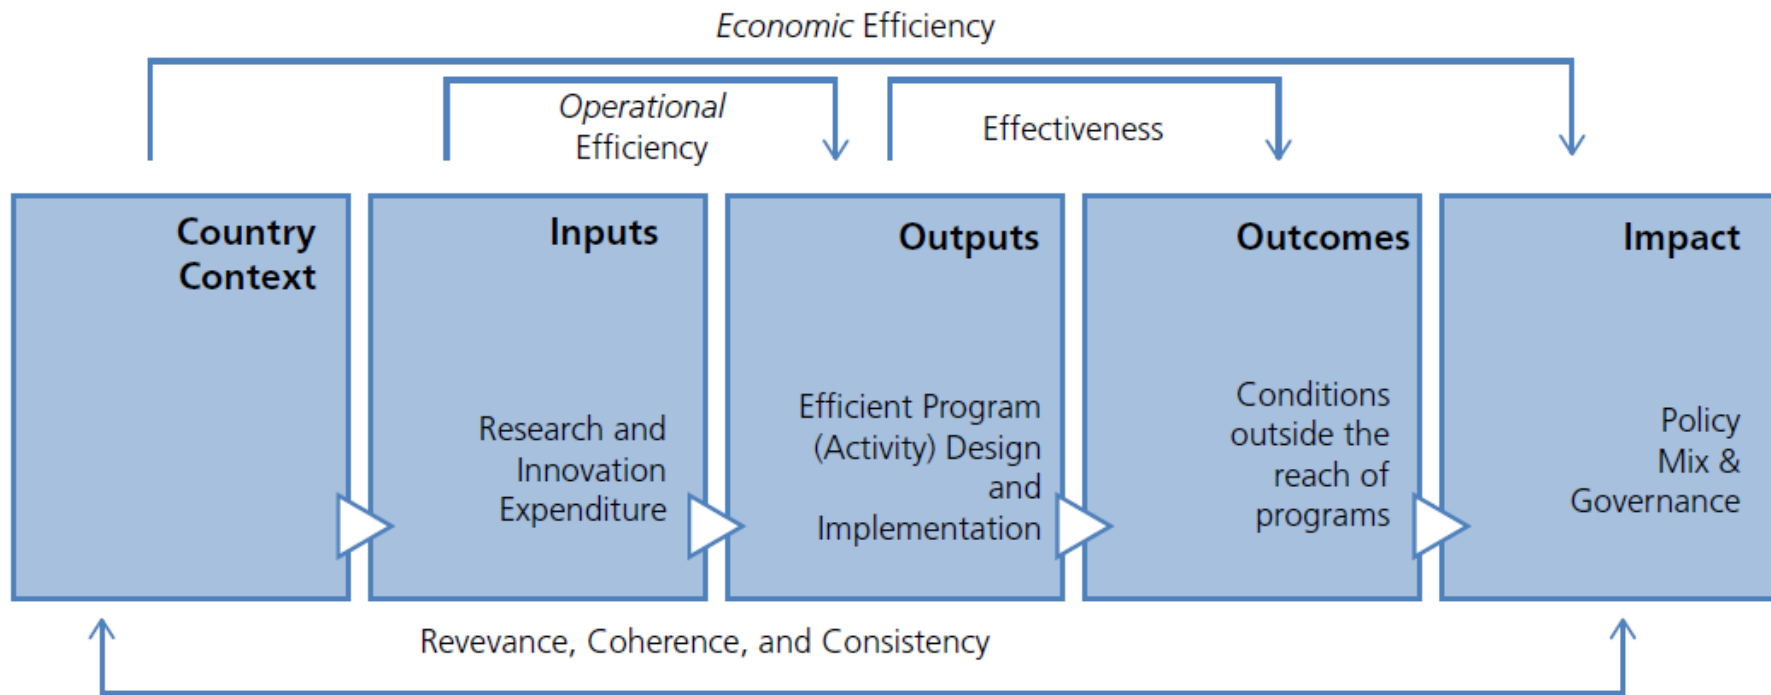 Economic Efficiency
Operational
Efficiency
Effectiveness
Country
Context
Inputs
Research and
Innovation
Expenditure
Outputs
Efficient Program
(Activity) Design
and
Implementation
Outcomes
Conditions
outside the
reach of
programs
Impact
Policy
Mix &
Governance
Revevance, Coherence, and Consistency